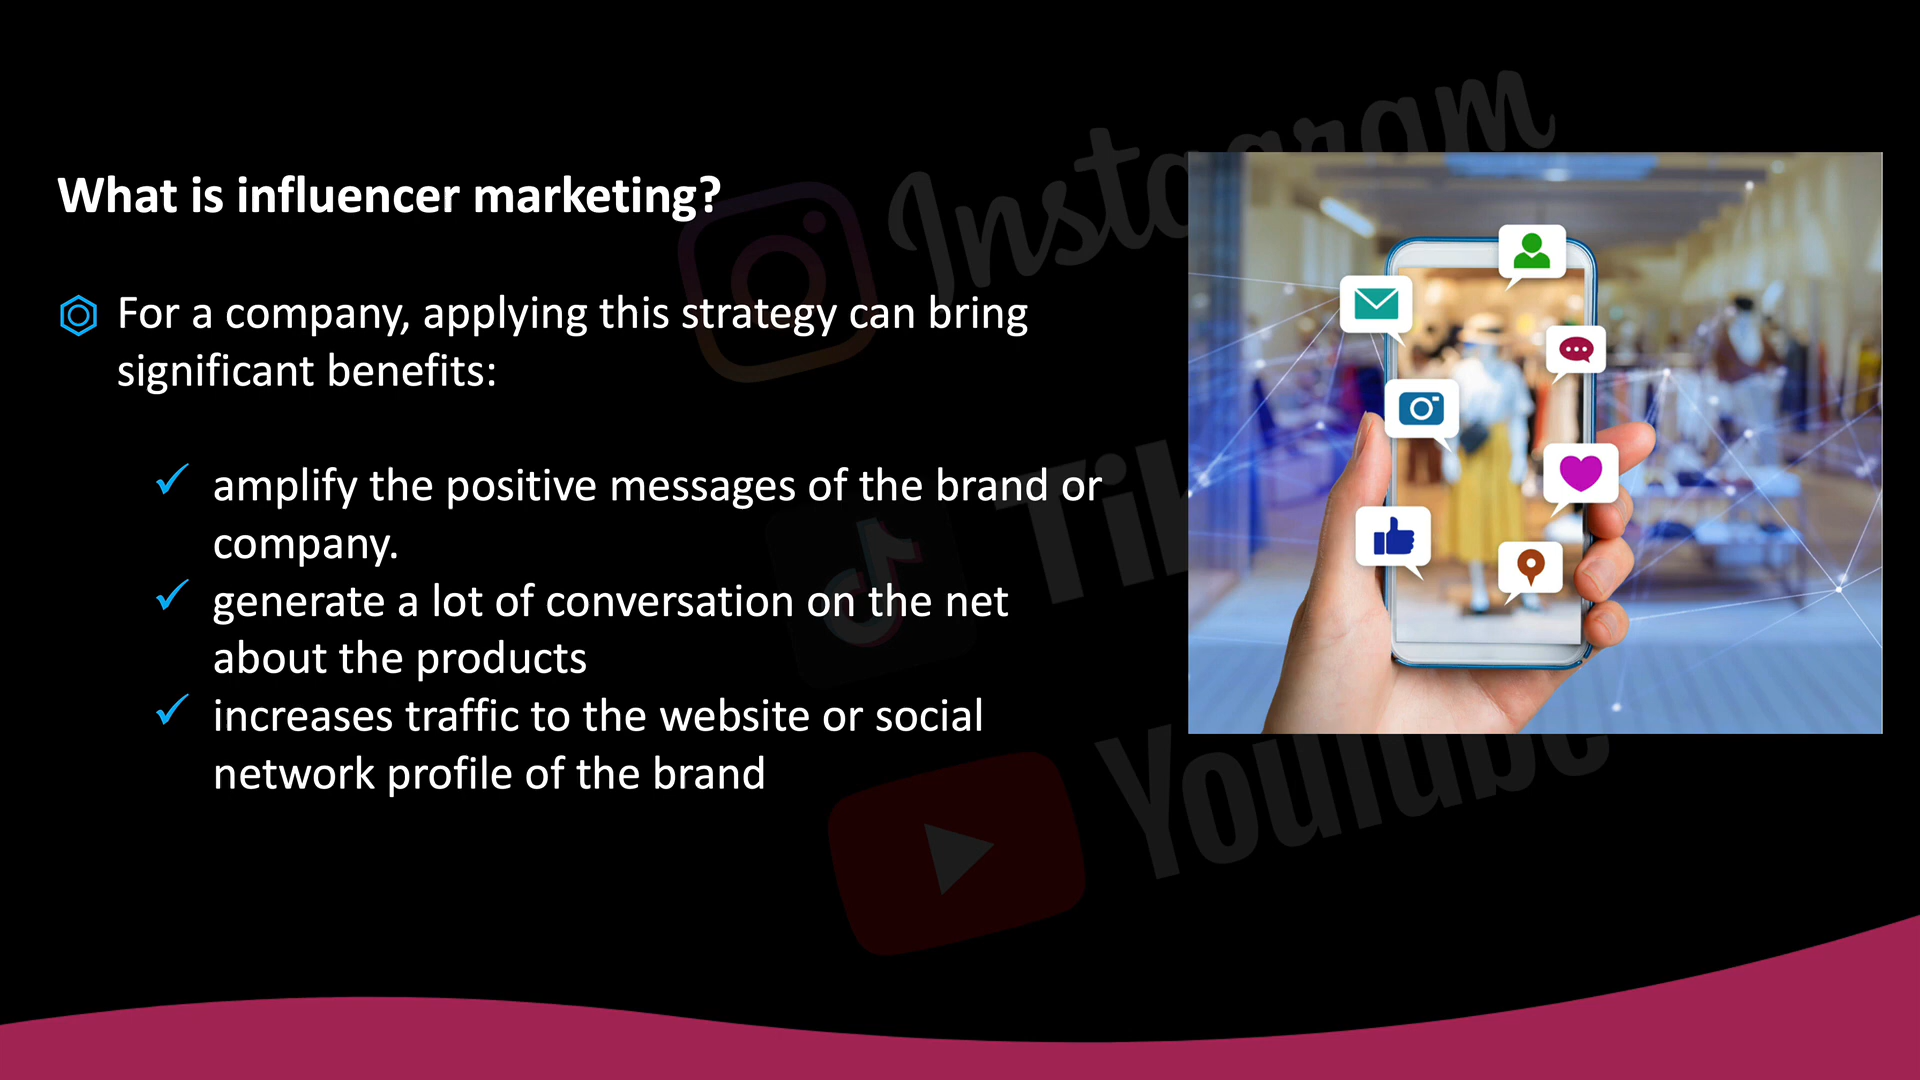 What is influencer marketing?
For a company, applying this strategy can bring
significant benefits:
amplify the positive messages of the brand or
company.
generate a lot of conversation on the net
about the products
increases traffic to the website or social
network profile of the brand
Instagram
Tik
YouTube